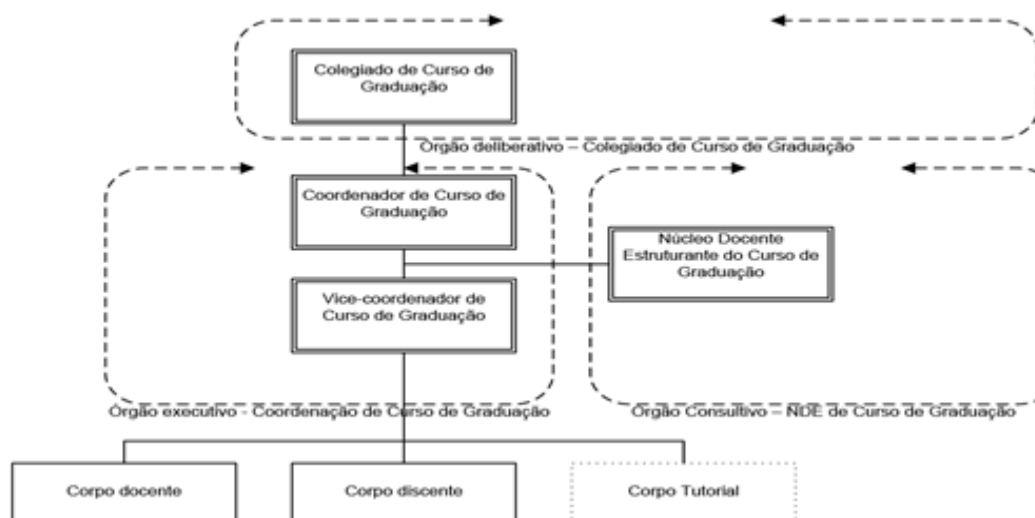 Colegiado de Curso de
Graduação
Órgão deliberativo – Colegiado de Curso de Graduação
Coordenador de Curso de
Graduação
Núcleo Docente
Estruturante do Curso de
Graduação
Vice-coordenador de
Curso de Graduação
Órgão executivo - Coordenação de Curso de Graduação
Órgão Consultivo – NDE de Curso de Graduação
Corpo docente
Corpo discente
Corpo Tutorial